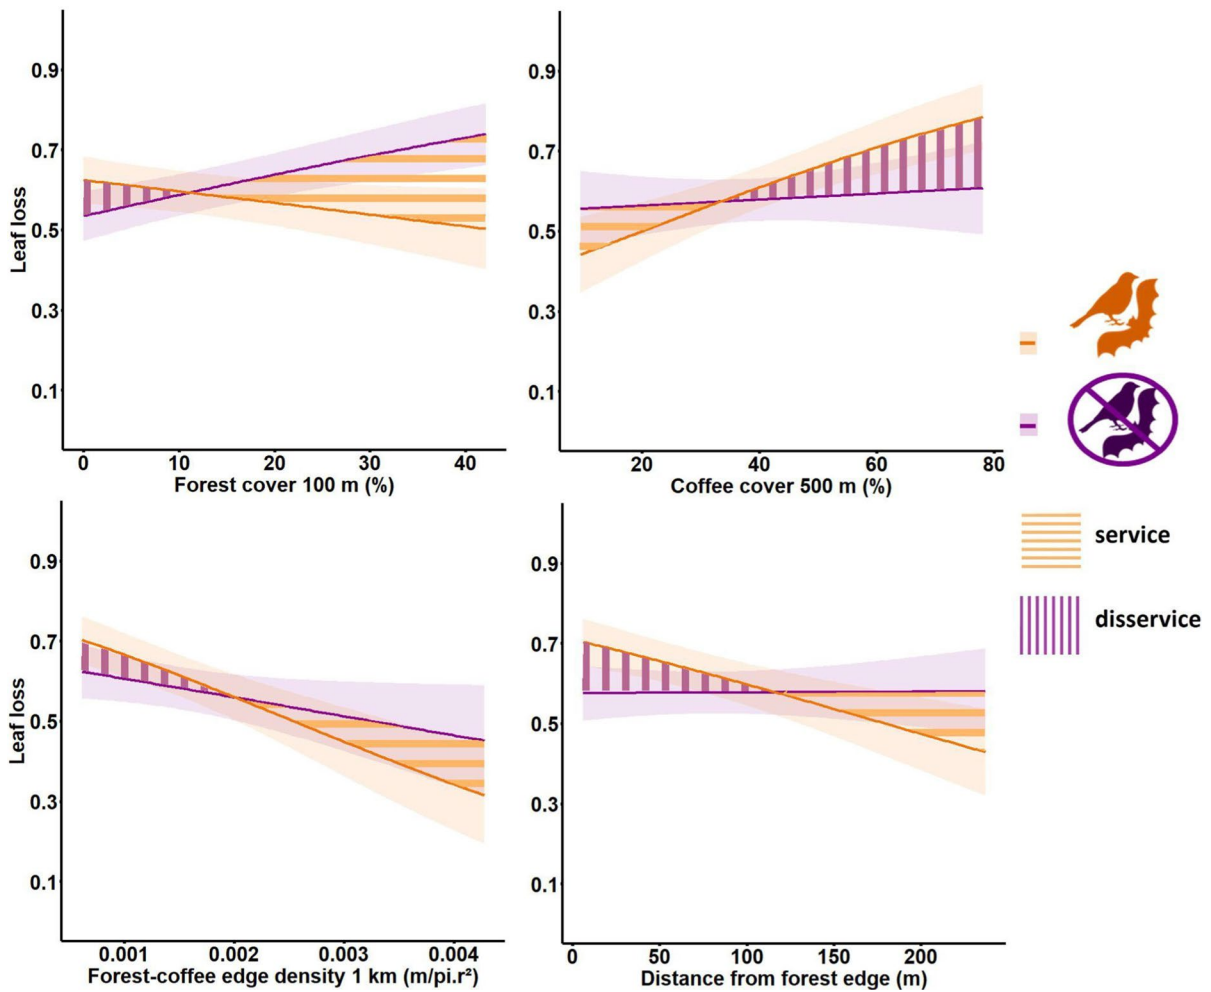 0.9
0.7
0.5
0.3
0.1
Leaf loss
0 10 20 30 40
Forest cover 100 m (%)
0.9
0.7
0.5
0.3
0.1
20 40 60 80
Coffee cover 500 m (%)
0.9
0.7
0.5
0.3
0.1
Leaf loss
0.001 0.002 0.003 0.004
Forest-coffee edge density 1 km (m/pi.r²)
0.9
0.7
0.5
0.3
0.1
0 50 100 150 200
Distance from forest edge (m)
service
disservice